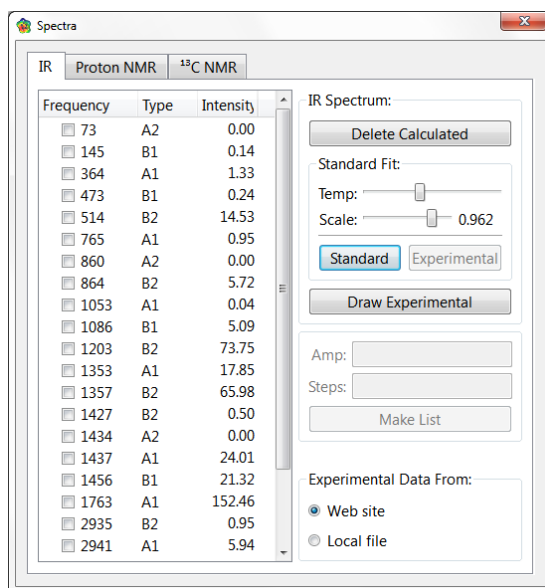 Spectra
IR Proton NMR ¹³C NMR
Frequency Type Intensity
73 A2 0.00
145 B1 0.14
364 A1 1.33
473 B1 0.24
514 B2 14.53
765 A1 0.95
860 A2 0.00
864 B2 5.72
1053 A1 0.04
1086 B1 5.09
1203 B2 73.75
1353 A1 17.85
1357 B2 65.98
1427 B2 0.50
1434 A2 0.00
1437 A1 24.01
1456 B1 21.32
1763 A1 152.46
2935 B2 0.95
2941 A1 5.94
IR Spectrum:
Delete Calculated
Standard Fit:
Temp:
Scale: 0.962
Standard Experimental
Draw Experimental
Amp:
Steps:
Make List
Experimental Data From:
Web site
Local file